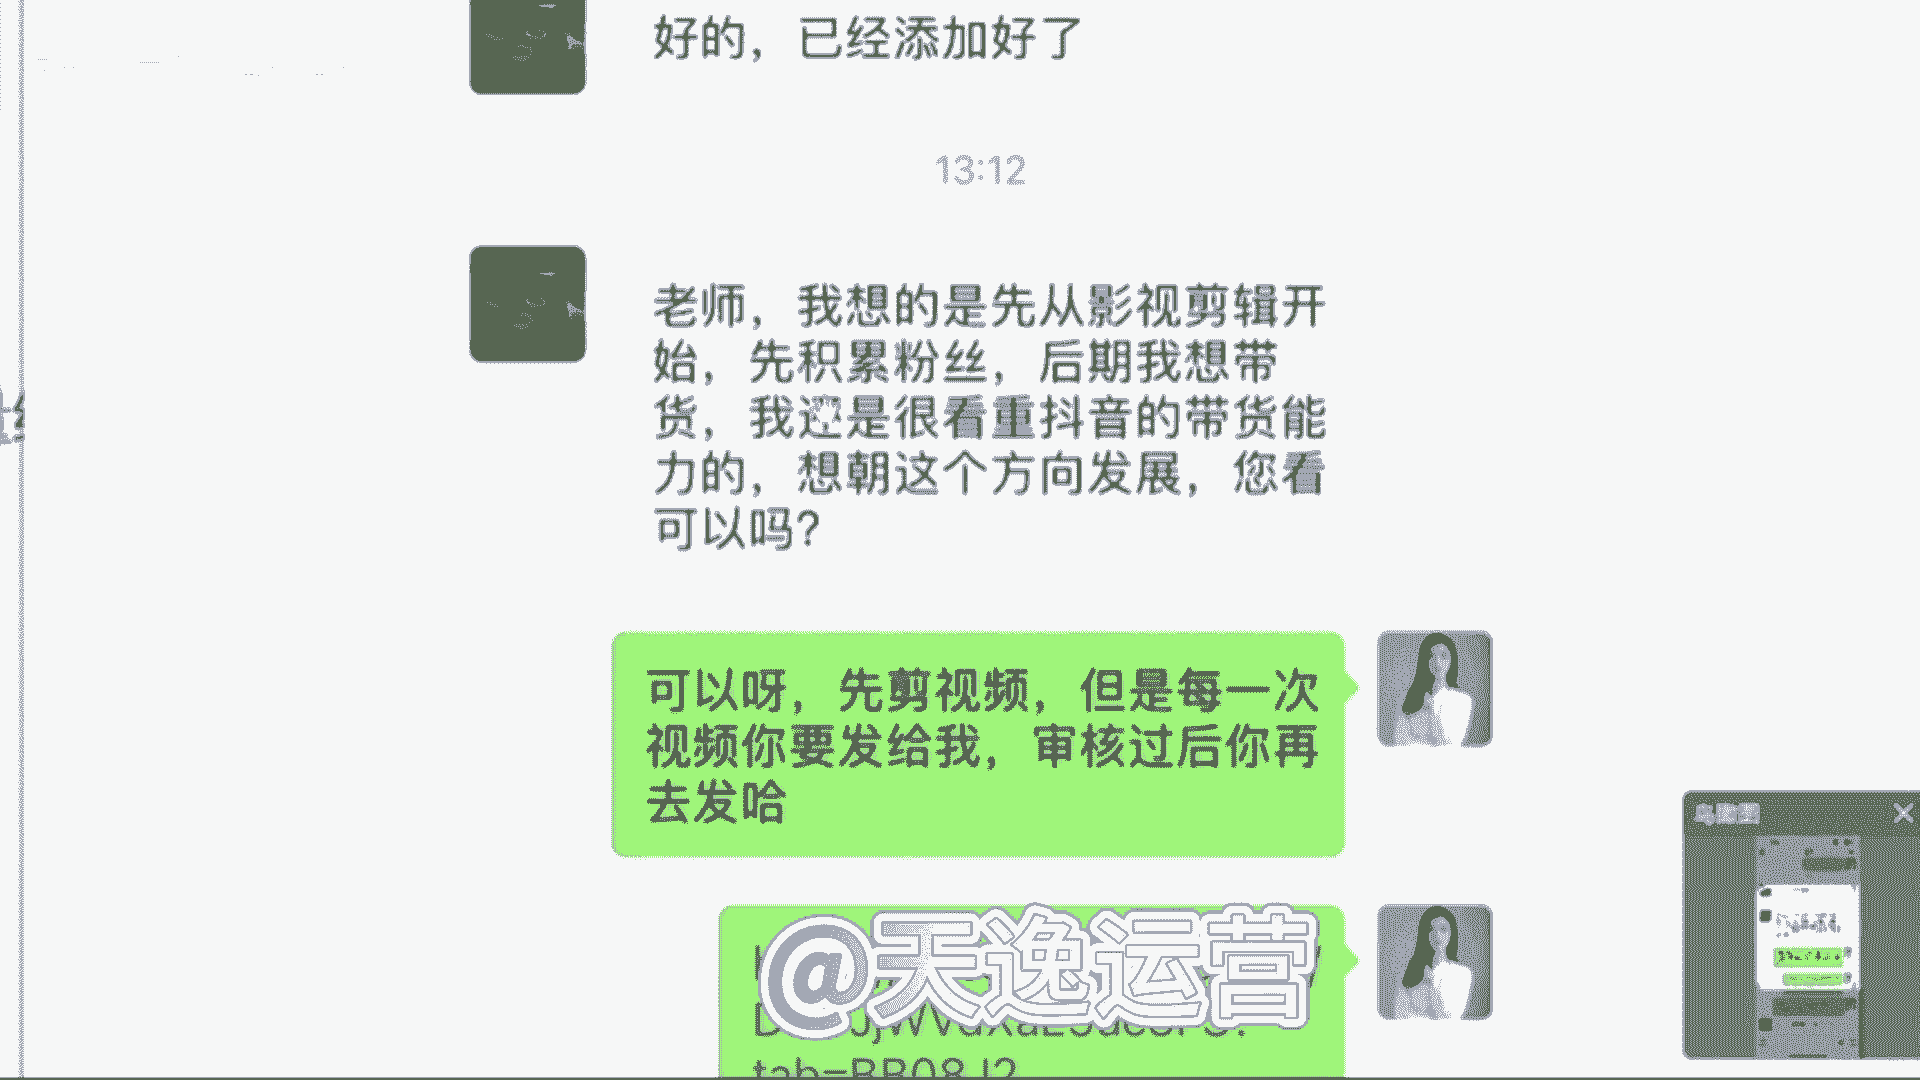 好的，已经添加好了
13:12
老师，我想的是先从影视剪辑开
始，先积累粉丝，后期我想带
货，我还是很看重抖音的带货能
力的，想朝这个方向发展，您看
可以吗？
可以呀，先剪视频，但是每一次
视频你要发给我，审核过后你再
去发哈
@天逸运营
tab=BB08J2
鸟瞰图